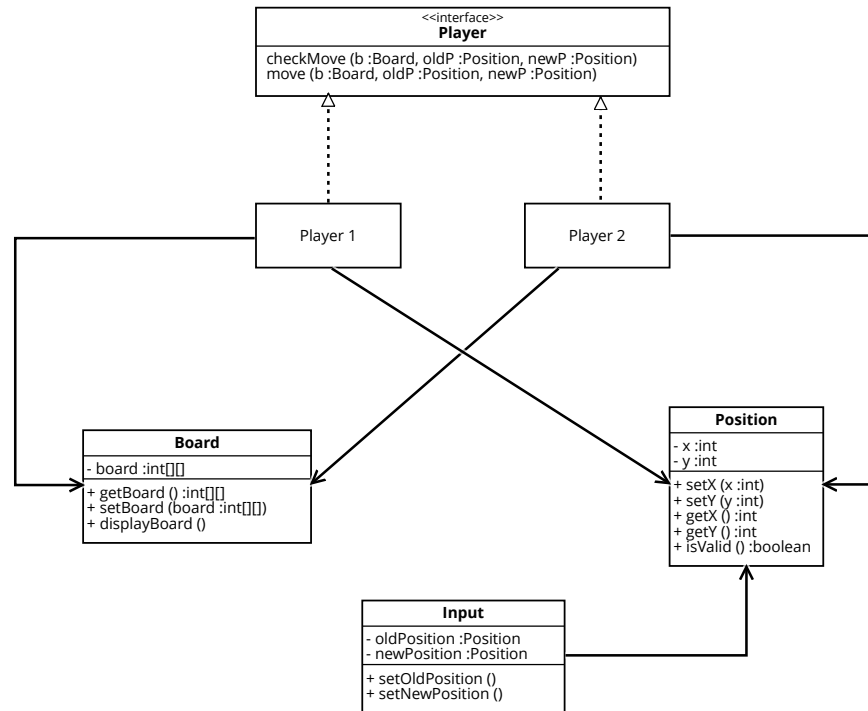 <<interface>>
Player
checkMove (b :Board, oldP :Position, newP :Position)
move (b :Board, oldP :Position, newP :Position)
Player 1
Player 2
Board
- board :int[][]
+ getBoard () :int[][]
+ setBoard (board :int[][])
+ displayBoard ()
Position
- x :int
- y :int
+ setX (x :int)
+ setY (y :int)
+ getX () :int
+ getY () :int
+ isValid () :boolean
Input
- oldPosition :Position
- newPosition :Position
+ setOldPosition ()
+ setNewPosition ()